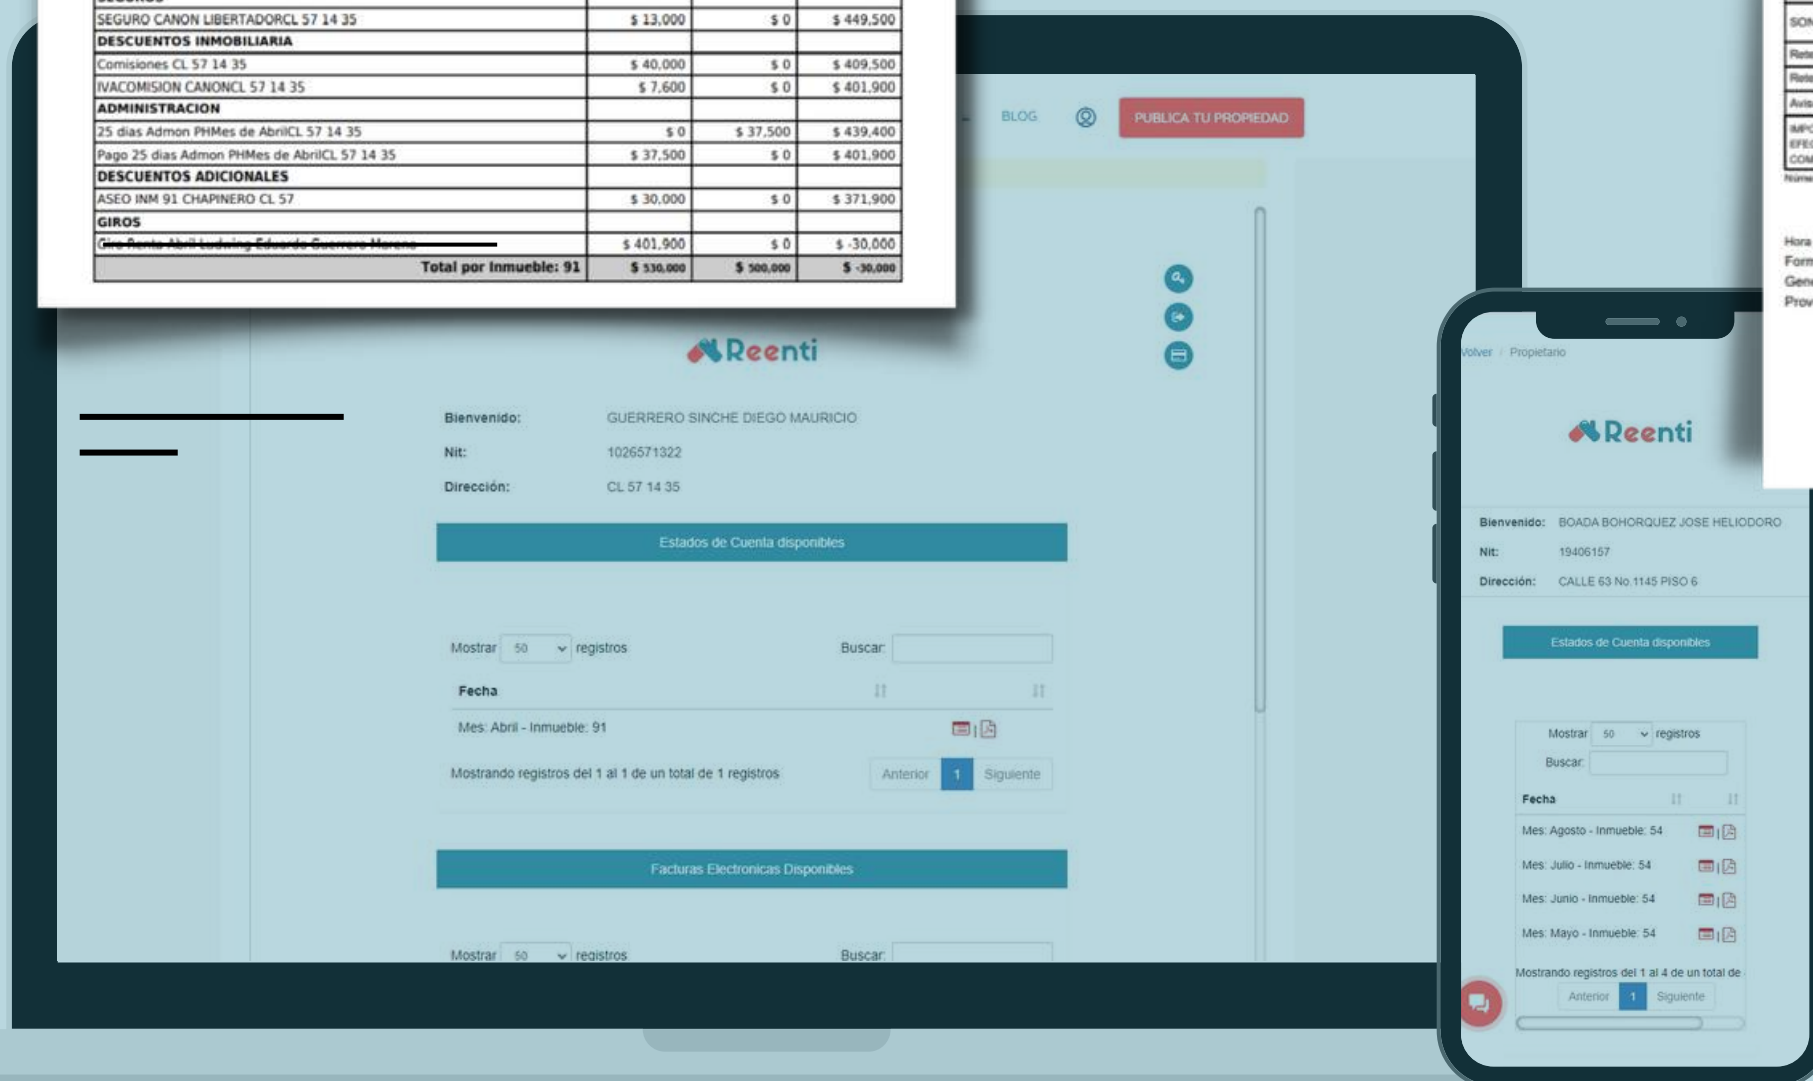 SEGUROS
SEGURO CANON LIBERTADORCL 57 14 35 $ 13,000 $ 0 $ 449,500
DESCUENTOS INMOBILIARIA
Comisiones CL 57 14 35 $ 40,000 $ 0 $ 409,500
IVACOMISION CANONCL 57 14 35 $ 7,600 $ 0 $ 401,900
ADMINISTRACION
25 dias Admon PHMes de AbrilCL 57 14 35 $ 0 $ 37,500 $ 439,400
Pago 25 dias Admon PHMes de AbrilCL 57 14 35 $ 37,500 $ 0 $ 401,900
DESCUENTOS ADICIONALES
ASEO INM 91 CHAPINERO CL 57 $ 30,000 $ 0 $ 371,900
GIROS
$ 401,900 $ 0 $ -30,000
Total por Inmueble: 91 $ 530,000 $ 500,000 $ -30,000
BLOG
PUBLICA TU PROPIEDAD
Reenti
Bienvenido: GUERRERO SINCHE DIEGO MAURICIO
Nit: 1026571322
Dirección: CL 57 14 35
Estados de Cuenta disponibles
Mostrar 50 registros Buscar:
Fecha
Mes: Abril - Inmueble: 91
Mostrando registros del 1 al 1 de un total de 1 registros Anterior 1 Siguiente
Facturas Electronicas Disponibles
Mostrar 50 registros Buscar:
Hora
Volver / Propietario
Reenti
Bienvenido: BOADA BOHORQUEZ JOSE HELIODORO
Nit: 19406157
Dirección: CALLE 63 No.1145 PISO 6
Estados de Cuenta disponibles
Mostrar 50 registros
Buscar:
Fecha
Mes: Agosto - Inmueble: 54
Mes: Julio - Inmueble: 54
Mes: Junio - Inmueble: 54
Mes: Mayo - Inmueble: 54
Mostrando registros del 1 al 4 de un total de
Anterior 1 Siguiente